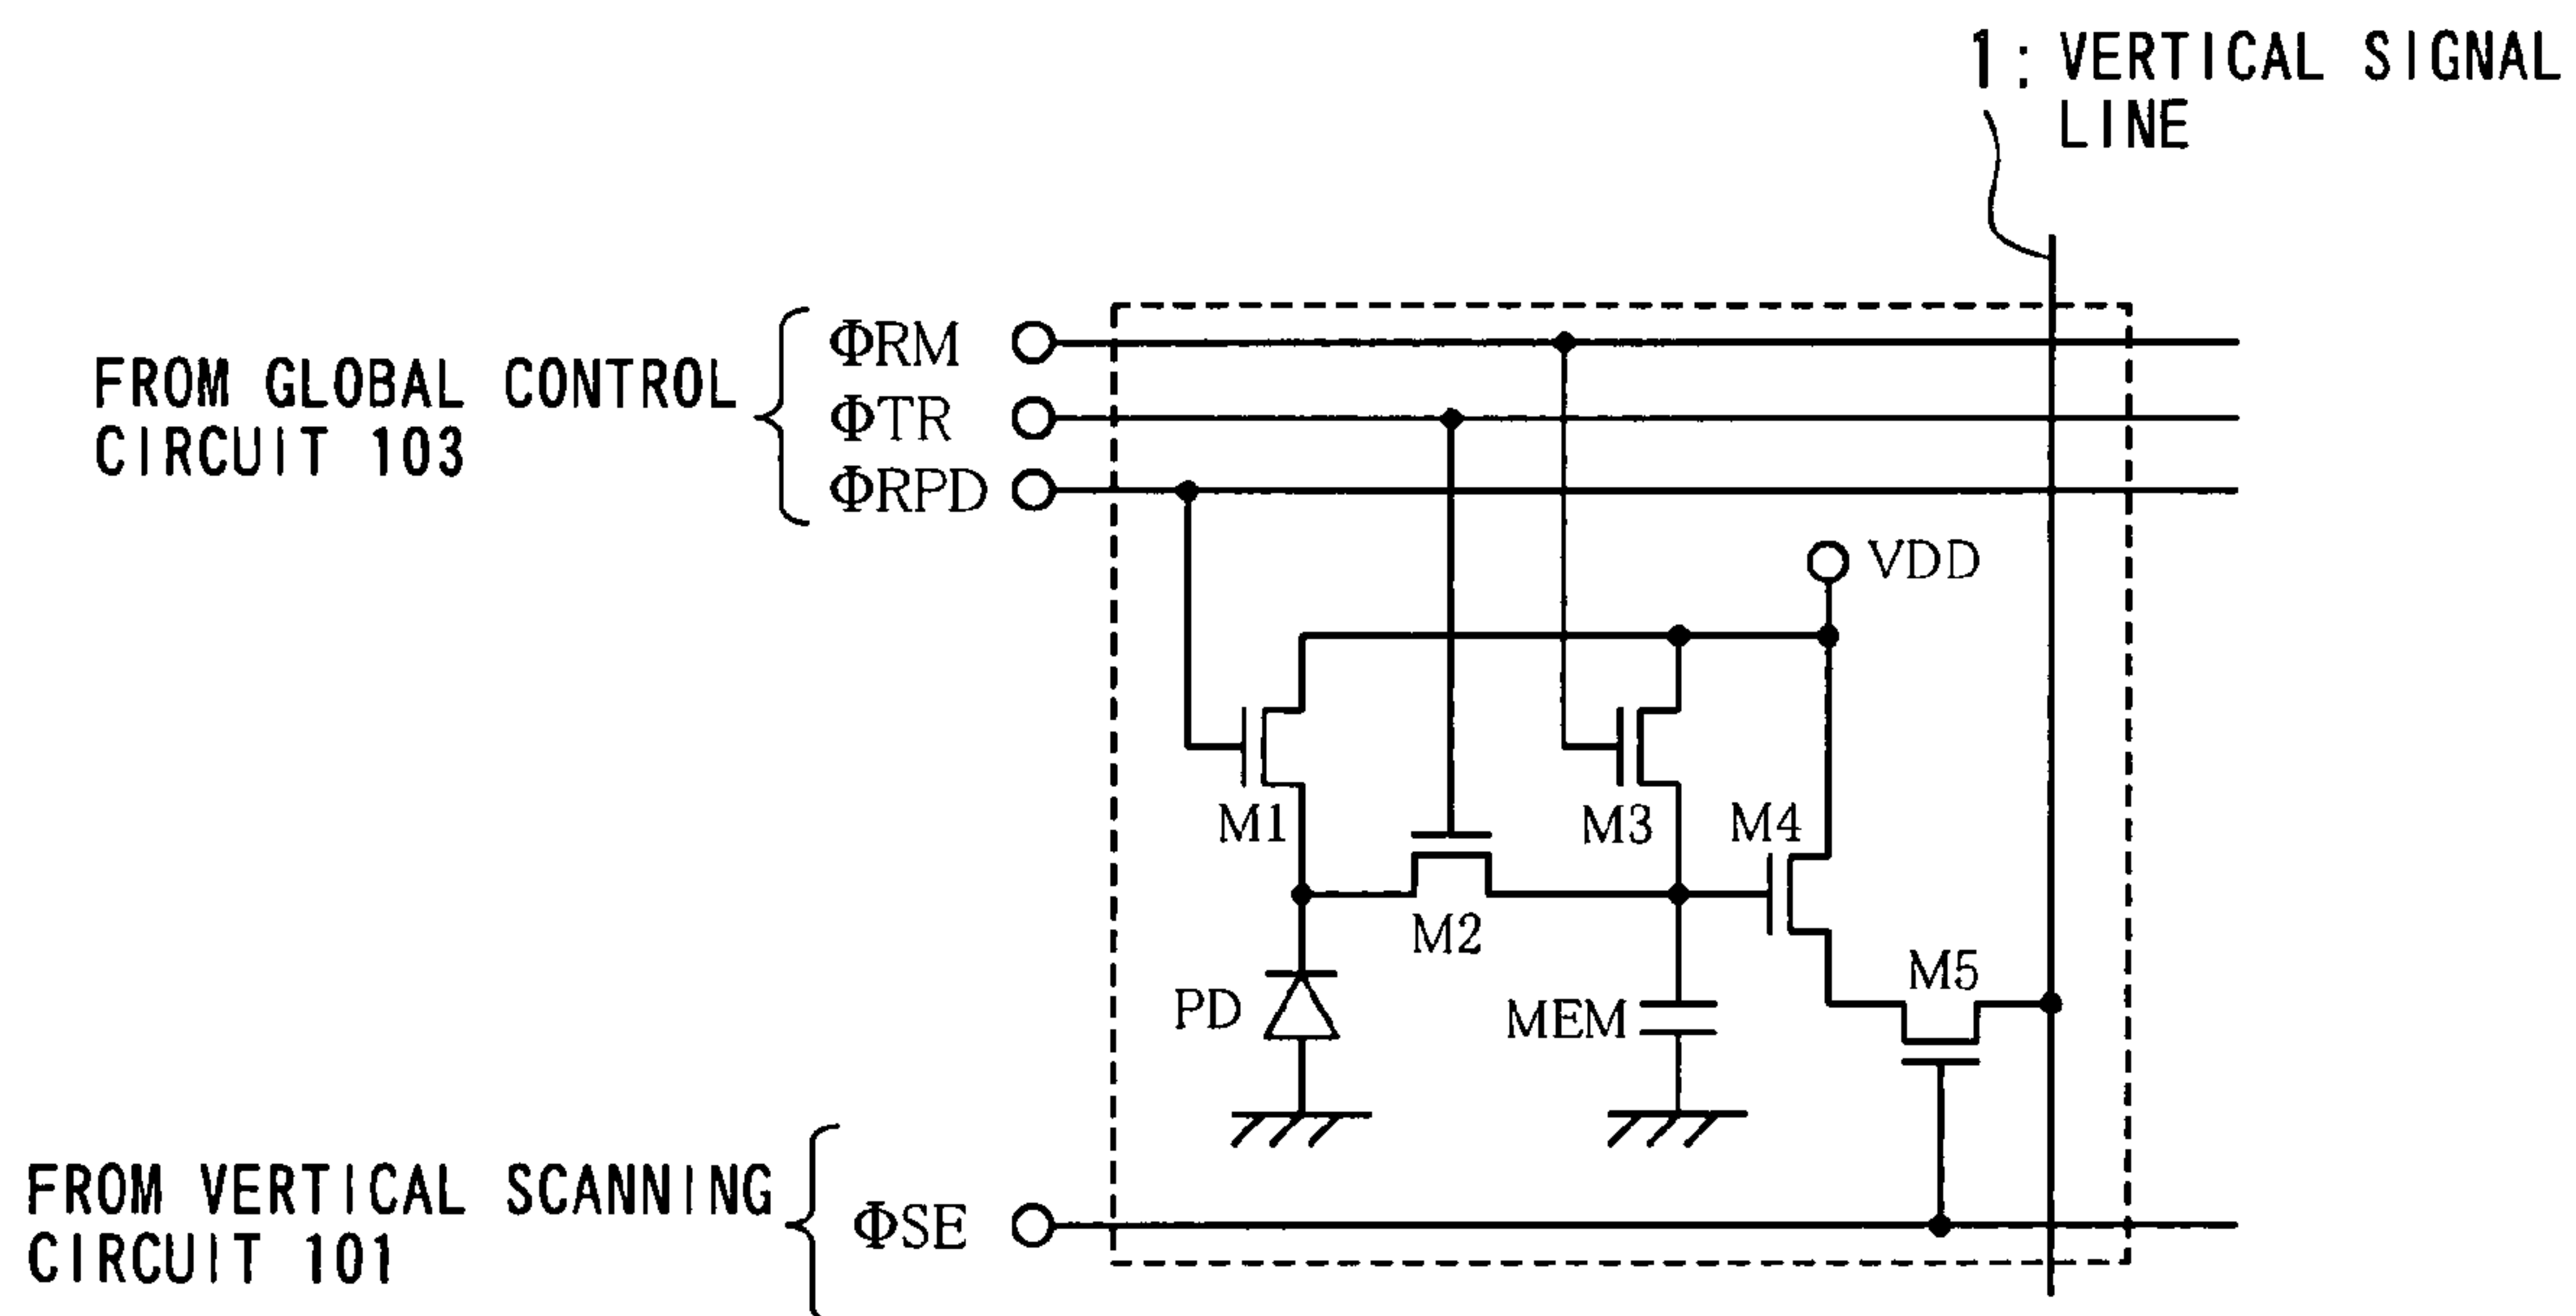 1: VERTICAL SIGNAL
LINE
FROM GLOBAL CONTROL
CIRCUIT 103
ΦRM
ΦTR
ΦRPD
VDD
M1
M3
M4
M2
M5
PD
MEM
FROM VERTICAL SCANNING
CIRCUIT 101
ΦSE